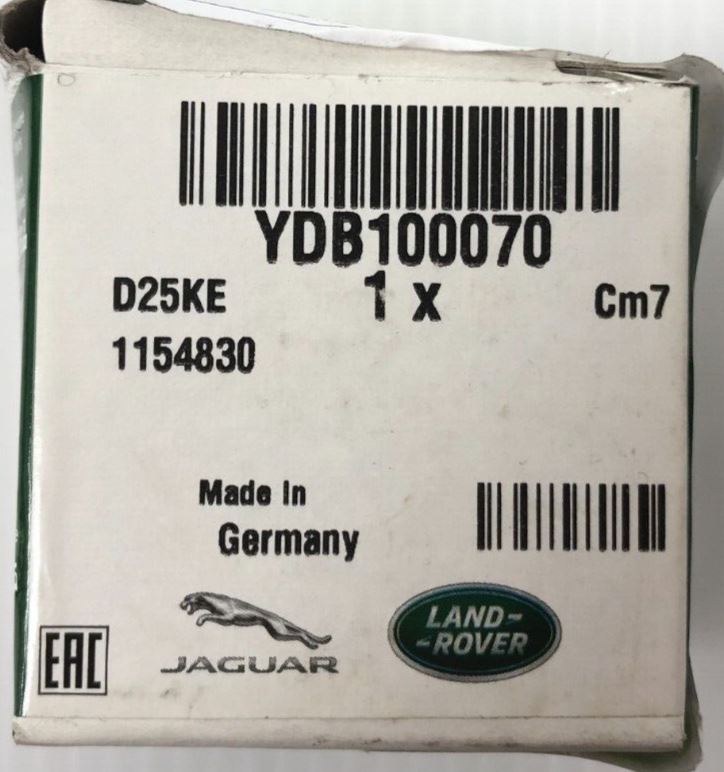 YDB100070
D25KE 1 x Cm7
1154830
Made In
Germany
EAC
JAGUAR
LAND-
-ROVER